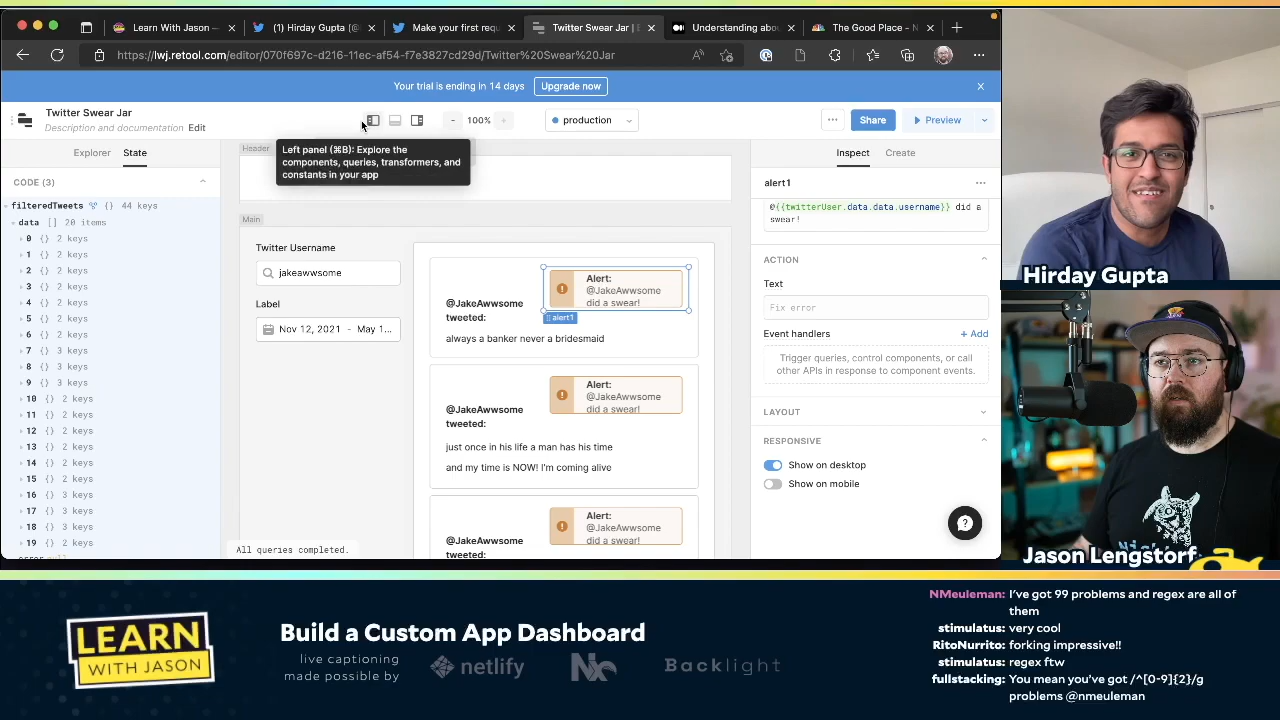 Learn With Jason —
(1) Hirday Gupta (@
Make your first requ
Twitter Swear Jar | E
Understanding abou
The Good Place - N
https://lwj.retool.com/editor/070f697c-d216-11ec-af54-f7e3827cd29d/Twitter%20Swear%20Jar
Your trial is ending in 14 days
Upgrade now
Twitter Swear Jar
Description and documentation Edit
- 100% +
production
Share
Preview
Left panel (⌘B): Explore the
components, queries, transformers, and
constants in your app
Explorer State
CODE (3)
filteredTweets {} 44 keys
data [] 20 items
0 {} 2 keys
1 {} 2 keys
2 {} 2 keys
3 {} 2 keys
4 {} 2 keys
5 {} 2 keys
6 {} 2 keys
7 {} 3 keys
8 {} 3 keys
9 {} 3 keys
10 {} 2 keys
11 {} 2 keys
12 {} 2 keys
13 {} 2 keys
14 {} 2 keys
15 {} 2 keys
16 {} 3 keys
17 {} 3 keys
18 {} 3 keys
19 {} 2 keys
error null
Header
Main
Twitter Username
jakeawwsome
Label
Nov 12, 2021 - May 1...
Alert:
@JakeAwwsome
did a swear!
alert1
@JakeAwwsome
tweeted:
always a banker never a biodesmaid
Alert:
@JakeAwwsome
did a swear!
@JakeAwwsome
tweeted:
just once in his life a man has his time
and my time is NOW! I'm coming alive
Alert:
@JakeAwwsome
did a swear!
@JakeAwwsome
tweeted:
All queries completed.
Inspect Create
alert1
@{{twitterUser.data.data.username}} did a
swear!
ACTION
Text
Fix error
Event handlers
+ Add
Trigger queries, control components, or call
other APIs in response to component events.
LAYOUT
RESPONSIVE
Show on desktop
Show on mobile
Hirday Gupta
Jason Lengstorf
LEARN
WITH JASON
Build a Custom App Dashboard
live captioning
made possible by
netlify
Nx
Backlight
NMeuleman: I've got 99 problems and regex are all of
them
stimulatus: very cool
RitoNurrito: forking impressive!!
stimulatus: regex ftw
fullstacking: You mean you've got /^[0-9]{2}/g
problems @nmeuleman